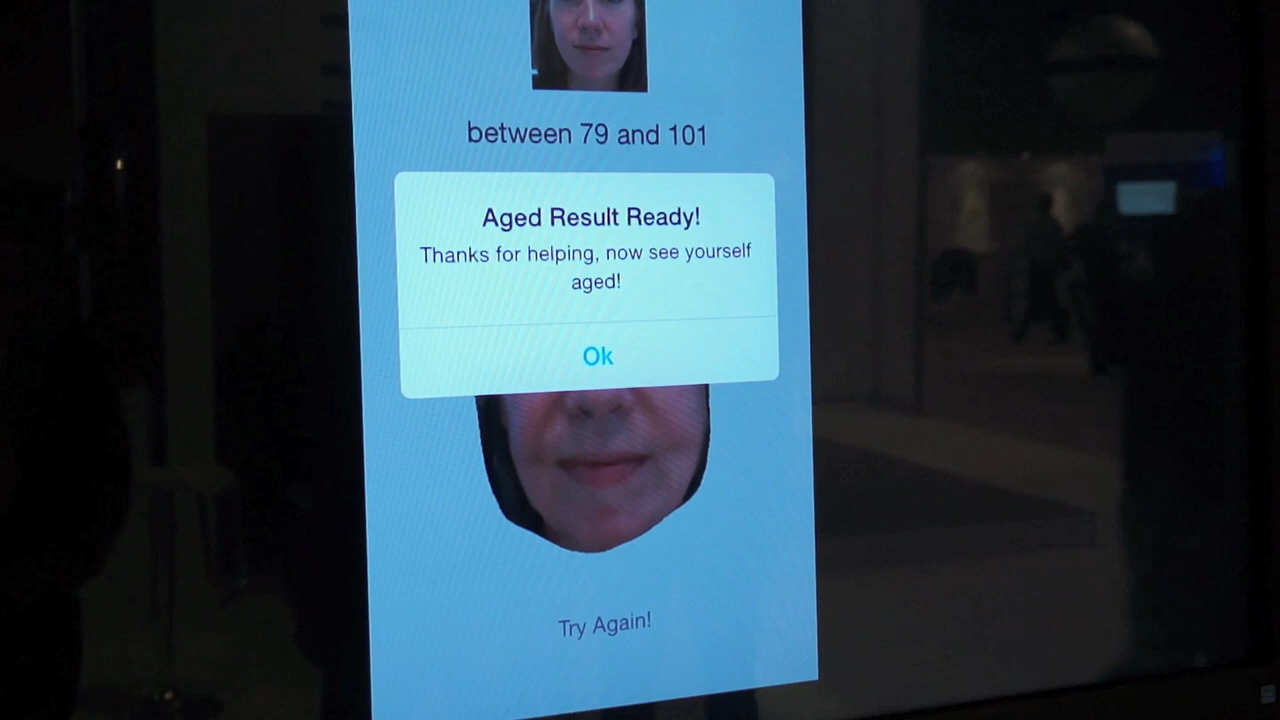 between 79 and 101
Aged Result Ready!
Thanks for helping, now see yourself
aged!
Ok
Try Again!